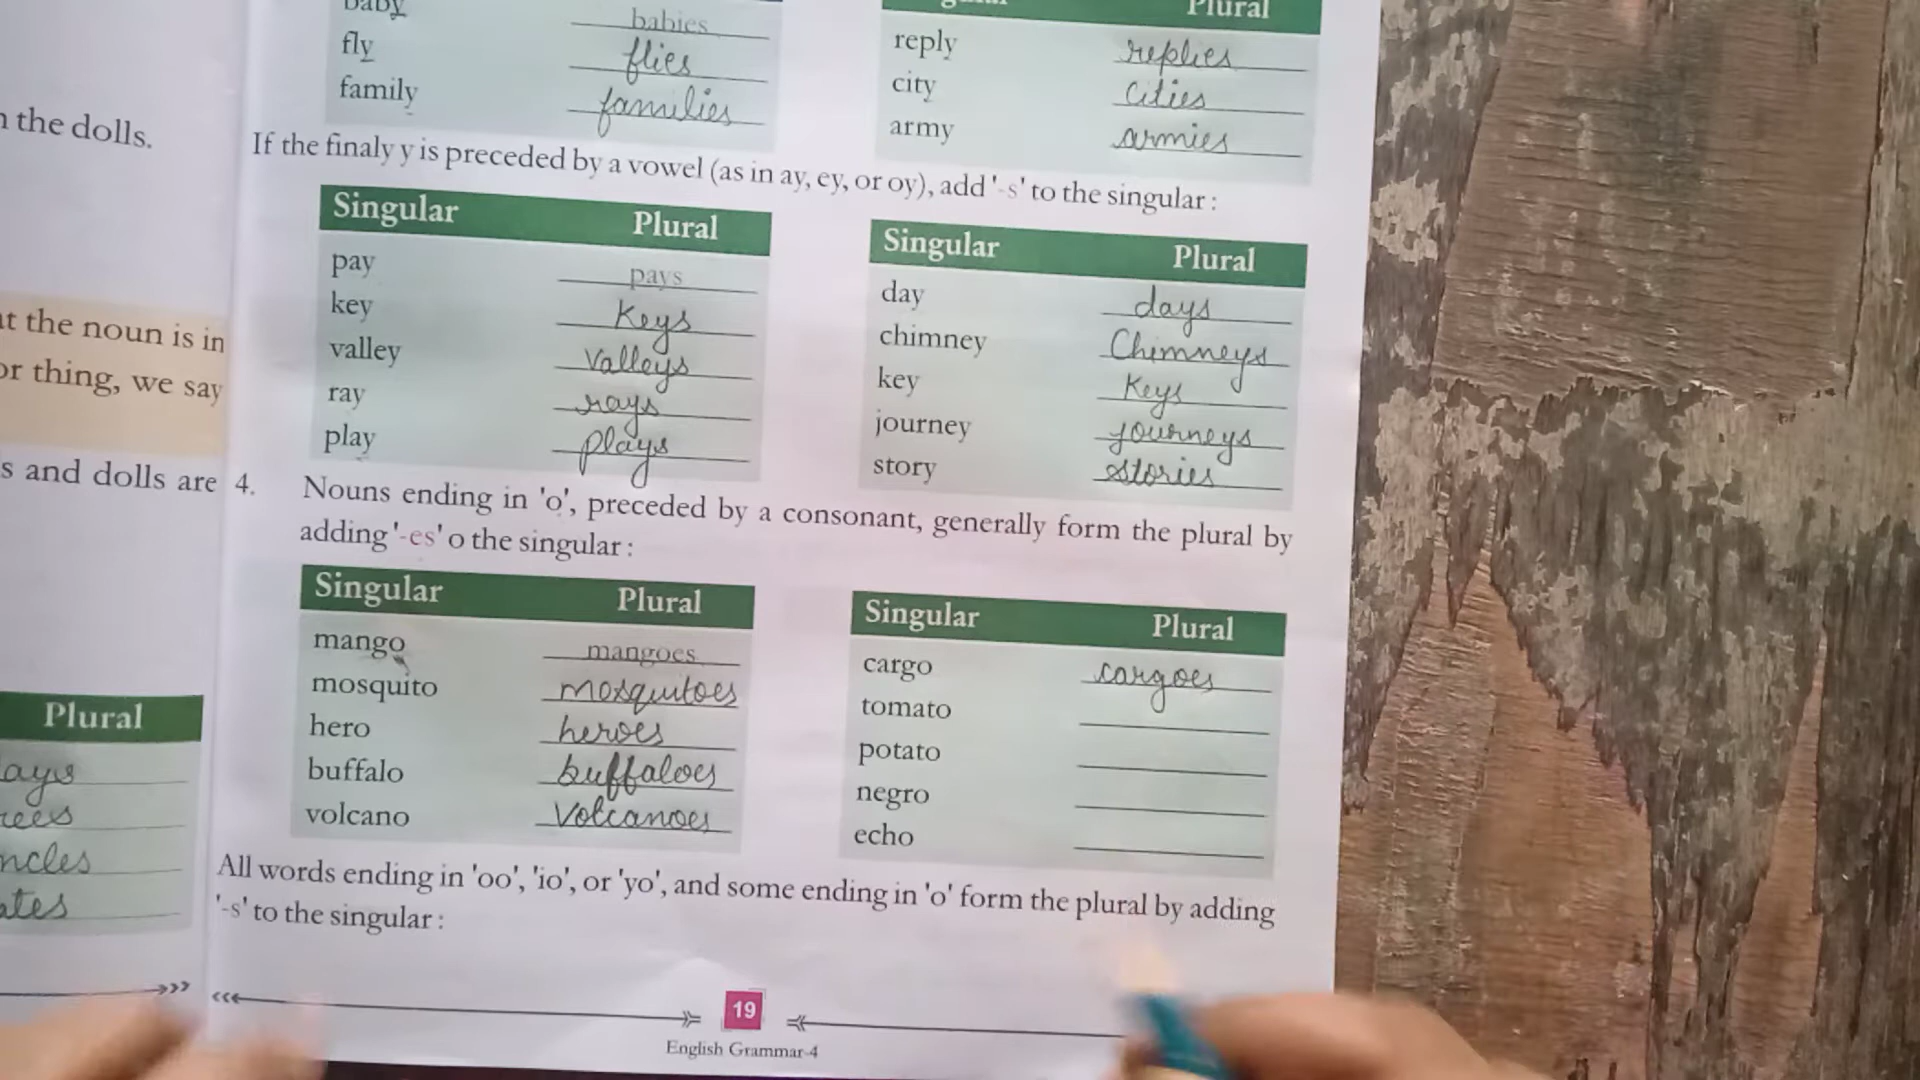 baby babies
fly flies
family families
Plural
reply replies
city cities
army armies
If the finaly y is preceded by a vowel (as in ay, ey, or oy), add '-s' to the singular :
Singular Plural
pay pays
key Keys
valley Valleys
ray rays
play plays
Singular Plural
day days
chimney Chimneys
key Keys
journey journeys
story stories
4. Nouns ending in 'o', preceded by a consonant, generally form the plural by
adding '-es' o the singular :
Singular Plural
mango mangoes
mosquito mosquitoes
hero heroes
buffalo buffaloes
volcano Volcanoes
Singular Plural
cargo cargoes
tomato
potato
negro
echo
All words ending in 'oo', 'io', or 'yo', and some ending in 'o' form the plural by adding
'-s' to the singular :
19
English Grammar-4
the dolls.
the noun is in
thing, we say
s and dolls are
Plural